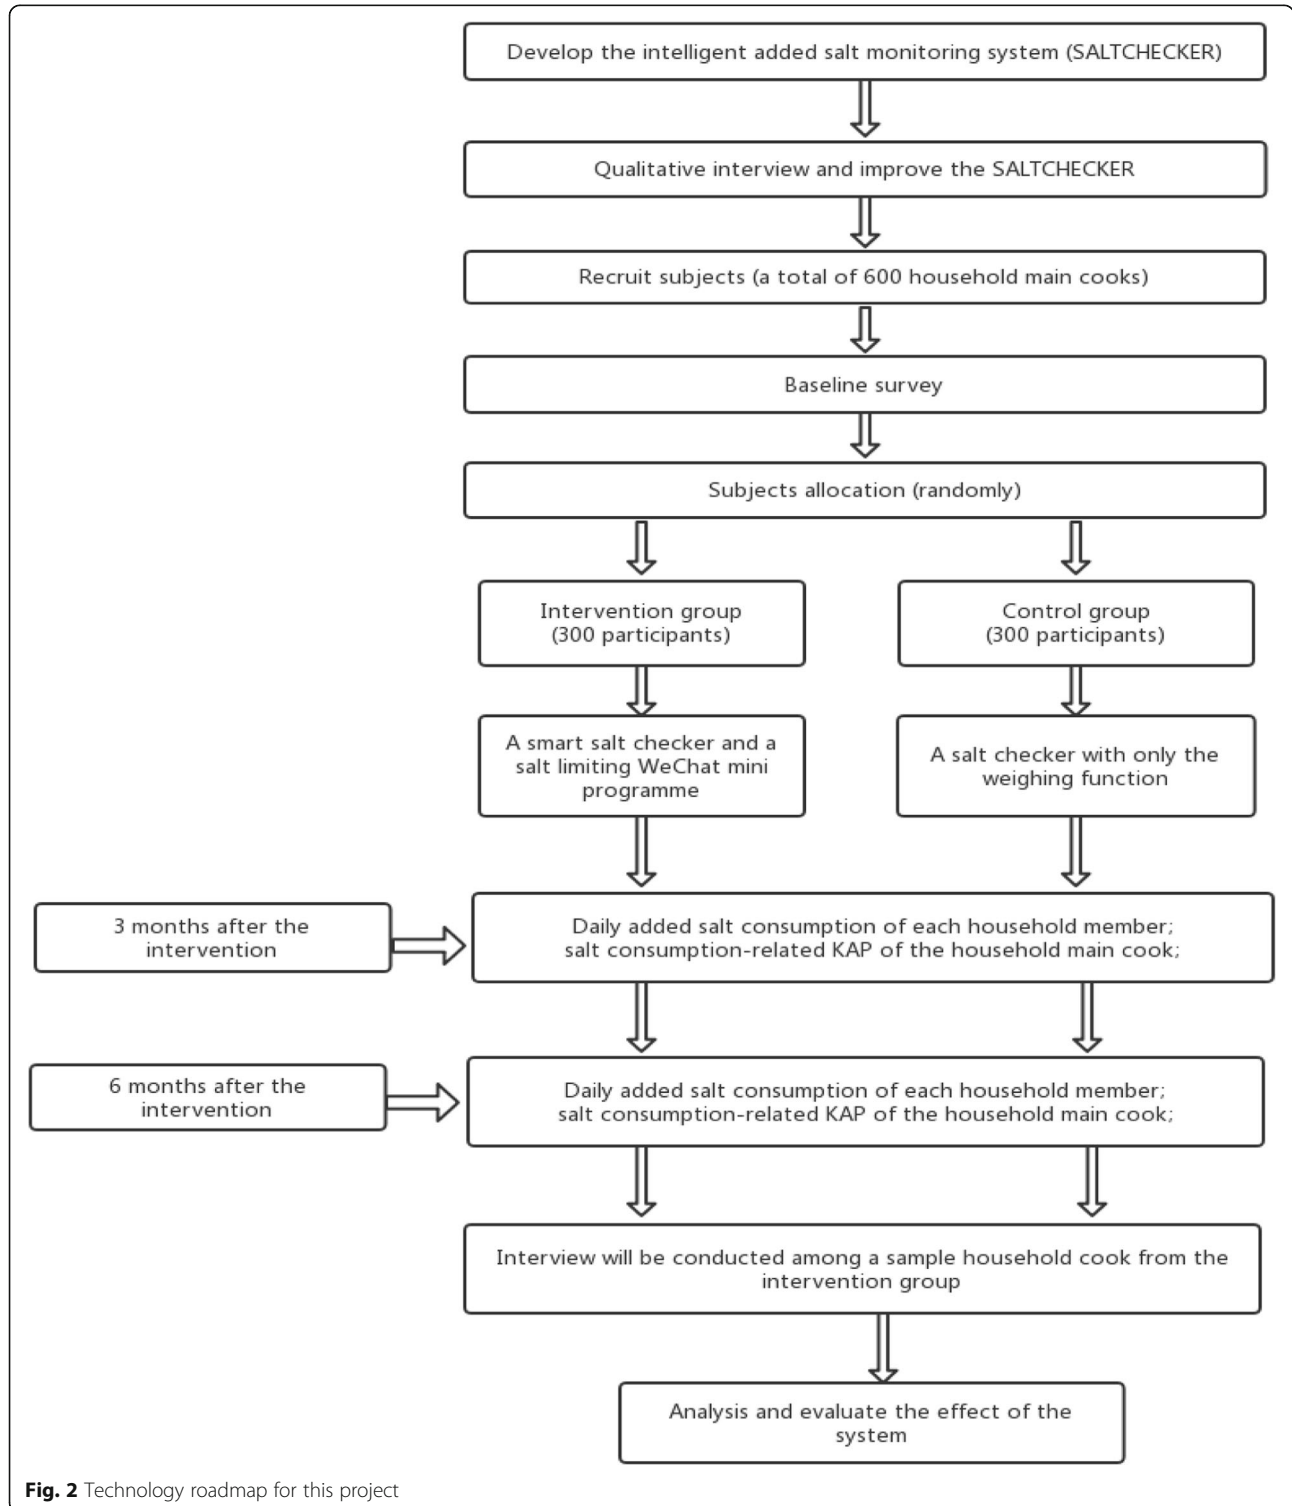 Develop the intelligent added salt monitoring system (SALTCHECKER)
Qualitative interview and improve the SALTCHECKER
Recruit subjects (a total of 600 household main cooks)
Baseline survey
Subjects allocation (randomly)
Intervention group
(300 participants)
Control group
(300 participants)
A smart salt checker and a
salt limiting WeChat mini
programme
A salt checker with only the
weighing function
3 months after the
intervention
Daily added salt consumption of each household member;
salt consumption-related KAP of the household main cook;
6 months after the
intervention
Daily added salt consumption of each household member;
salt consumption-related KAP of the household main cook;
Interview will be conducted among a sample household cook from the
intervention group
Analysis and evaluate the effect of the
system
Fig. 2 Technology roadmap for this project